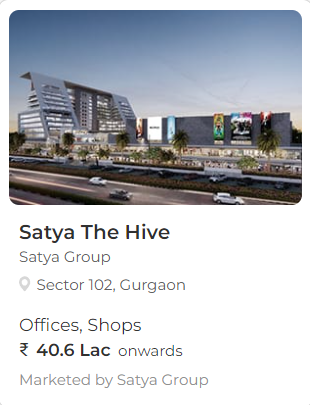 Satya The Hive
Satya Group
Sector 102, Gurgaon
Offices, Shops
₹ 40.6 Lac onwards
Marketed by Satya Group